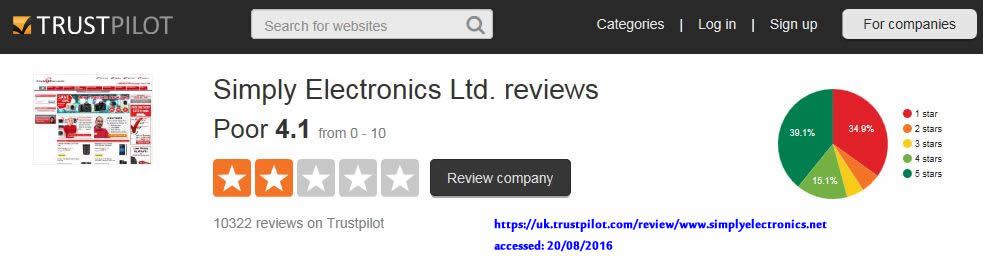 TRUSTPILOT
Search for websites
Categories | Log in | Sign up
For companies
Simply Electronics Ltd. reviews
Poor 4.1 from 0 - 10
Review company
10322 reviews on Trustpilot
39.1%
34.9%
15.1%
1 star
2 stars
3 stars
4 stars
5 stars
https://uk.trustpilot.com/review/www.simplyelectronics.net
accessed: 20/08/2016